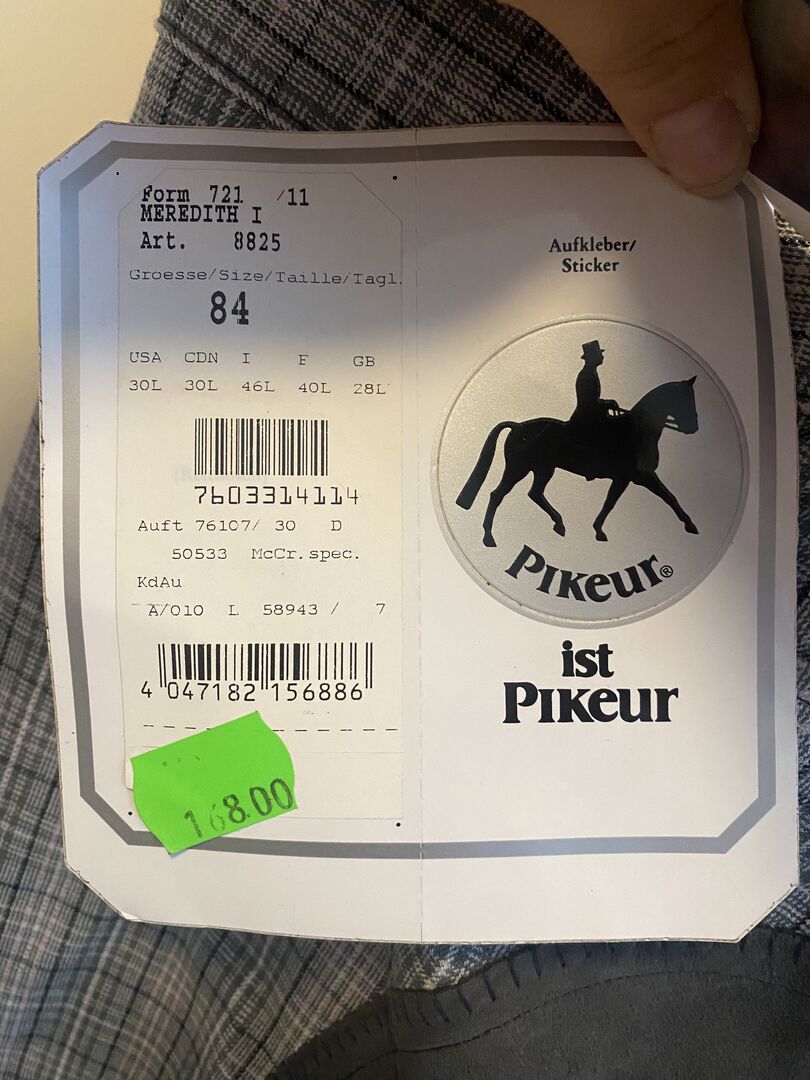 Form 721 /11
MEREDITH I
Art. 8825
Groesse/Size/Taille/Tagl.
84
USA CDN I F GB
30L 30L 46L 40L 28L
7603314114
Auft 76107/ 30 D
50533 McCr.spec.
KdAu
A/010 L 58943 / 7
4 047182 156886
168.00
Aufkleber/
Sticker
PIKEUR®
ist
PIKEUR